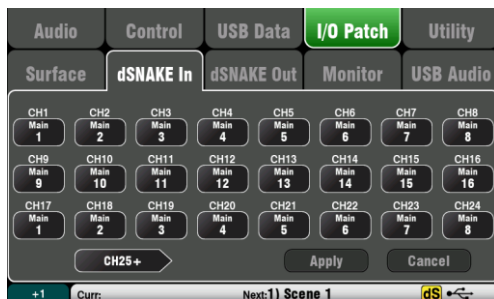 Audio Control USB Data I/O Patch Utility
Surface dSNAKE In dSNAKE Out Monitor USB Audio
CH1 CH2 CH3 CH4 CH5 CH6 CH7 CH8
Main Main Main Main Main Main Main Main
1 2 3 4 5 6 7 8
CH9 CH10 CH11 CH12 CH13 CH14 CH15 CH16
Main Main Main Main Main Main Main Main
9 10 11 12 13 14 15 16
CH17 CH18 CH19 CH20 CH21 CH22 CH23 CH24
Main Main Main Main Main Main Main Main
1 2 3 4 5 6 7 8
CH25+ Apply Cancel
+1 Curr: Next:1) Scene 1 dS